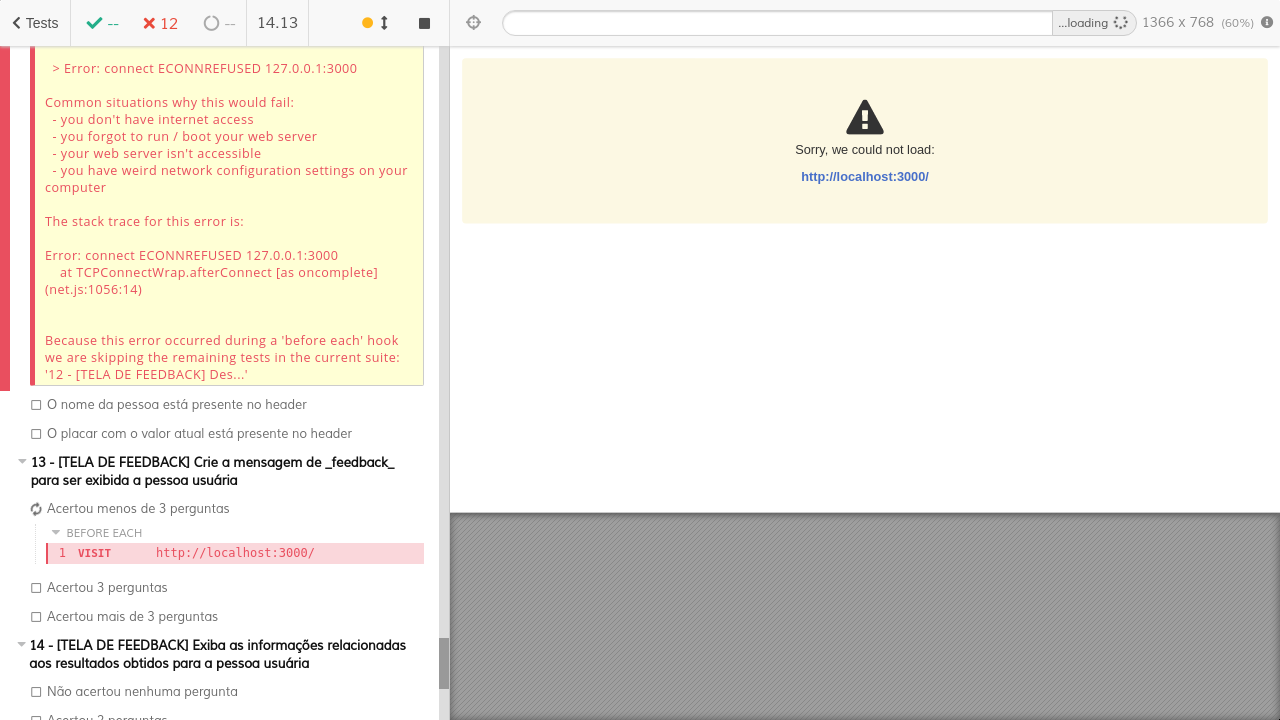 Tests
--
12
--
14.13
...loading
1366 x 768 (60%)
> Error: connect ECONNREFUSED 127.0.0.1:3000
Common situations why this would fail:
- you don't have internet access
- you forgot to run / boot your web server
- your web server isn't accessible
- you have weird network configuration settings on your
computer
The stack trace for this error is:
Error: connect ECONNREFUSED 127.0.0.1:3000
at TCPConnectWrap.afterConnect [as oncomplete]
(net.js:1056:14)
Because this error occurred during a 'before each' hook
we are skipping the remaining tests in the current suite:
'12 - [TELA DE FEEDBACK] Des...'
O nome da pessoa está presente no header
O placar com o valor atual está presente no header
13 - [TELA DE FEEDBACK] Crie a mensagem de _feedback_
para ser exibida a pessoa usuária
Acertou menos de 3 perguntas
BEFORE EACH
1 VISIT http://localhost:3000/
Acertou 3 perguntas
Acertou mais de 3 perguntas
14 - [TELA DE FEEDBACK] Exiba as informações relacionadas
aos resultados obtidos para a pessoa usuária
Não acertou nenhuma pergunta
Acertou 2 perguntas
Sorry, we could not load:
http://localhost:3000/